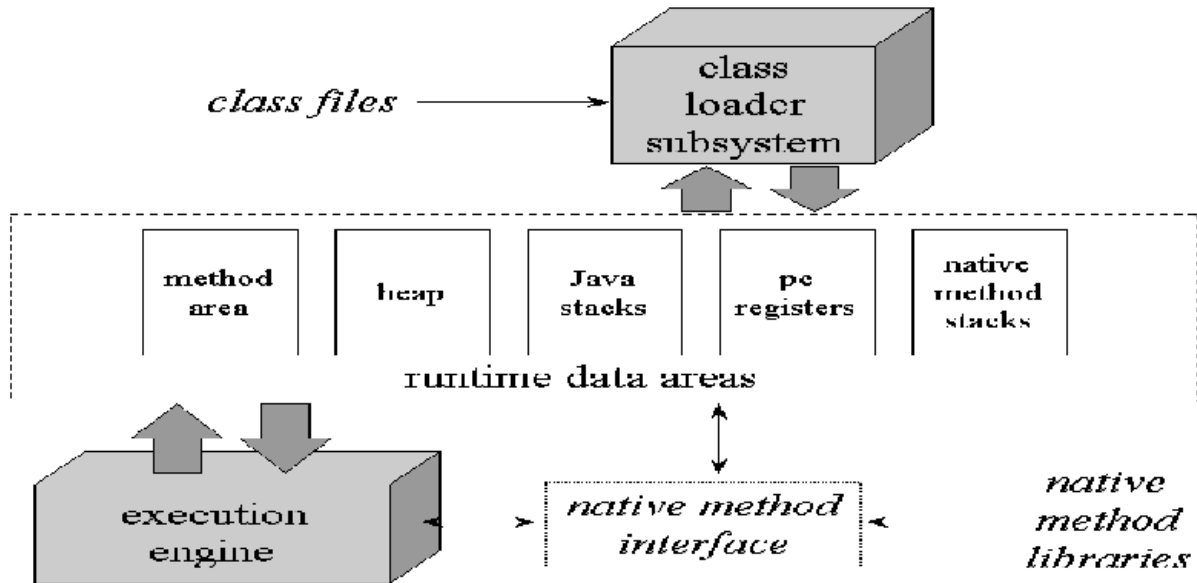 class files
class
loader
subsystem
method
area
heap
Java
stacks
pc
registers
native
method
stacks
runtime data areas
execution
engine
native method
interface
native
method
libraries